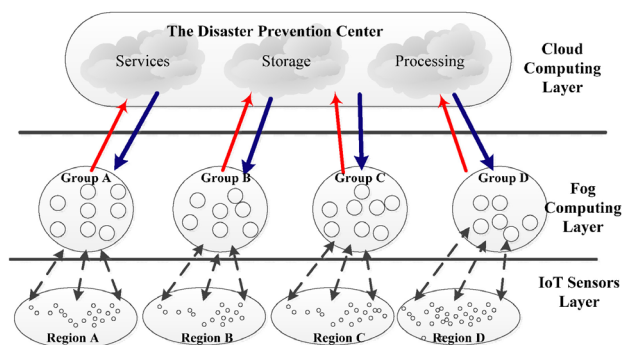 The Disaster Prevention Center
Services
Storage
Processing
Cloud
Computing
Layer
Group A
Group B
Group C
Group D
Fog
Computing
Layer
IoT Sensors
Layer
Region A
Region B
Region C
Region D